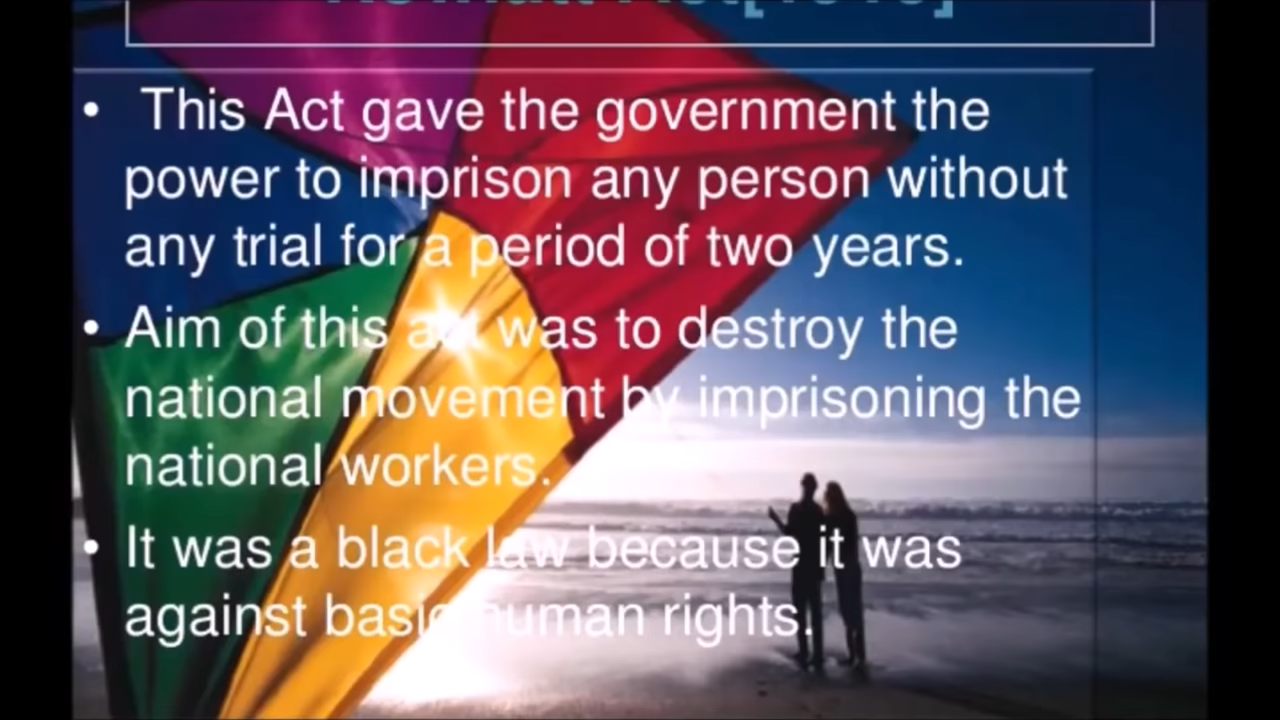 • This Act gave the government the
power to imprison any person without
any trial for a period of two years.
• Aim of this act was to destroy the
national movement by imprisoning the
national workers.
• It was a black law because it was
against basic human rights.